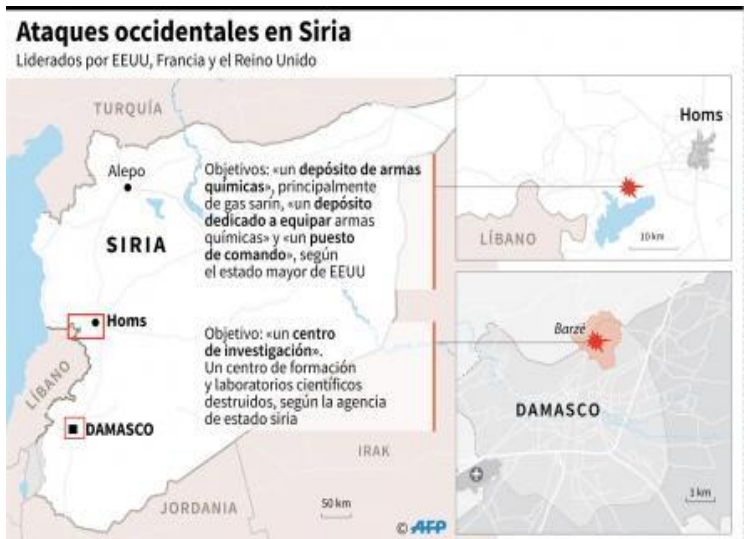 Ataques occidentales en Siria
Liderados por EEUU, Francia y el Reino Unido
TURQUÍA
Alepo
SIRIA
Homs
LÍBANO
DAMASCO
IRAK
JORDANIA
50 km
© AFP
Objetivos: «un depósito de armas
químicas», principalmente
de gas sarín, «un depósito
dedicado a equipar armas
químicas» y «un puesto
de comando», según
el estado mayor de EEUU
Objetivo: «un centro
de investigación».
Un centro de formación
y laboratorios científicos
destruidos, según la agencia
de estado siria
Homs
LÍBANO
10 km
Barzé
DAMASCO
3 km